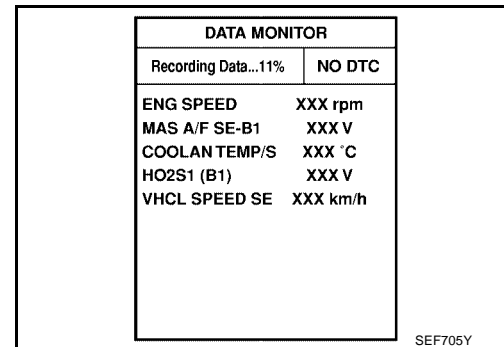 DATA MONITOR
Recording Data...11% NO DTC
ENG SPEED XXX rpm
MAS A/F SE-B1 XXX V
COOLAN TEMP/S XXX °C
HO2S1 (B1) XXX V
VHCL SPEED SE XXX km/h
SEF705Y